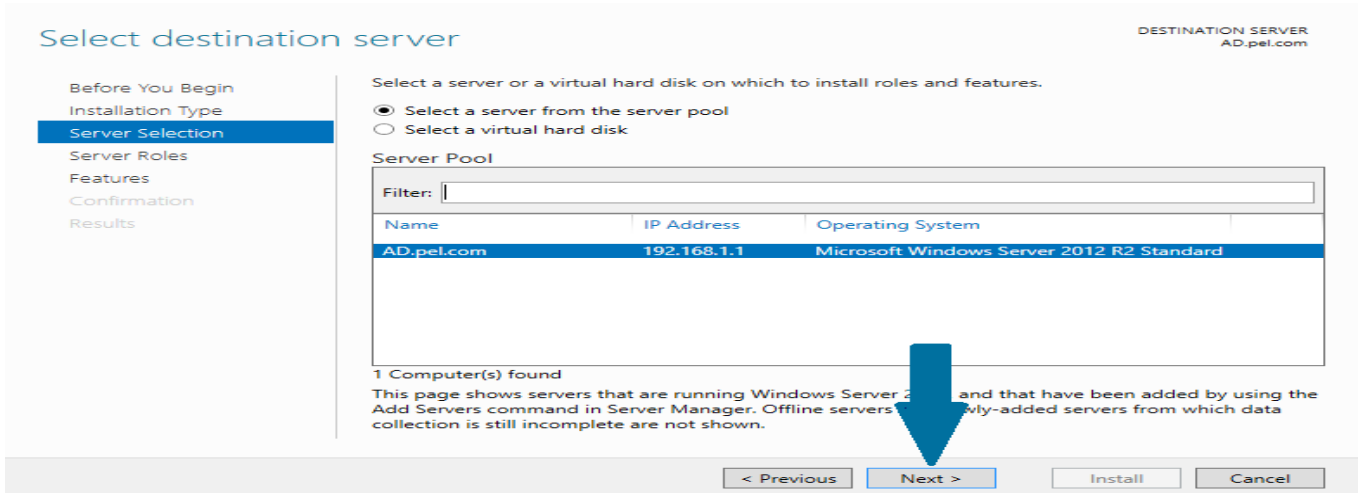 Select destination server
DESTINATION SERVER
AD.pel.com
Before You Begin
Installation Type
Server Selection
Server Roles
Features
Confirmation
Results
Select a server or a virtual hard disk on which to install roles and features.
Select a server from the server pool
Select a virtual hard disk
Server Pool
Filter:
Name IP Address Operating System
AD.pel.com 192.168.1.1 Microsoft Windows Server 2012 R2 Standard
1 Computer(s) found
This page shows servers that are running Windows Server and that have been added by using the
Add Servers command in Server Manager. Offline servers servers from which data
collection is still incomplete are not shown.
< Previous Next > Install Cancel